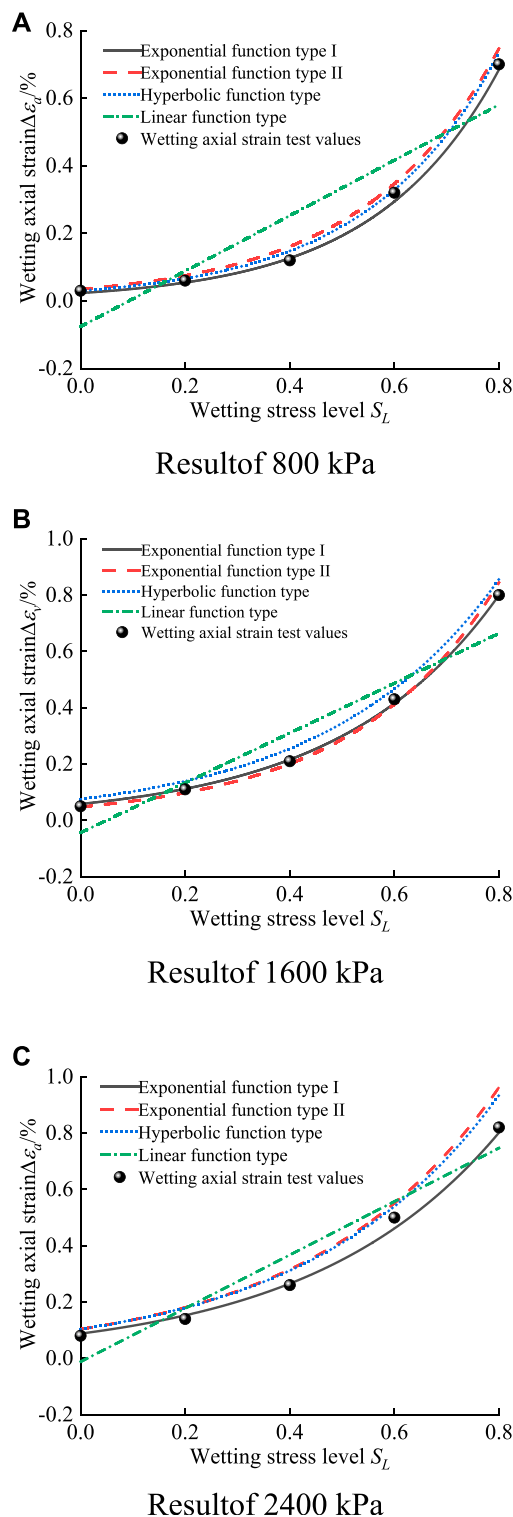 A
0.8
0.6
0.4
0.2
0.0
-0.2
Wetting axial strainΔεa/%
Exponential function type I
Exponential function type II
Hyperbolic function type
Linear function type
Wetting axial strain test values
0.0 0.2 0.4 0.6 0.8
Wetting stress level SL
Resultof 800 kPa
B
1.0
0.8
0.6
0.4
0.2
0.0
-0.2
Wetting axial strainΔεv/%
Exponential function type I
Exponential function type II
Hyperbolic function type
Linear function type
Wetting axial strain test values
0.0 0.2 0.4 0.6 0.8
Wetting stress level SL
Resultof 1600 kPa
C
1.0
0.8
0.6
0.4
0.2
0.0
-0.2
Wetting axial strainΔεa/%
Exponential function type I
Exponential function type II
Hyperbolic function type
Linear function type
Wetting axial strain test values
0.0 0.2 0.4 0.6 0.8
Wetting stress level SL
Resultof 2400 kPa